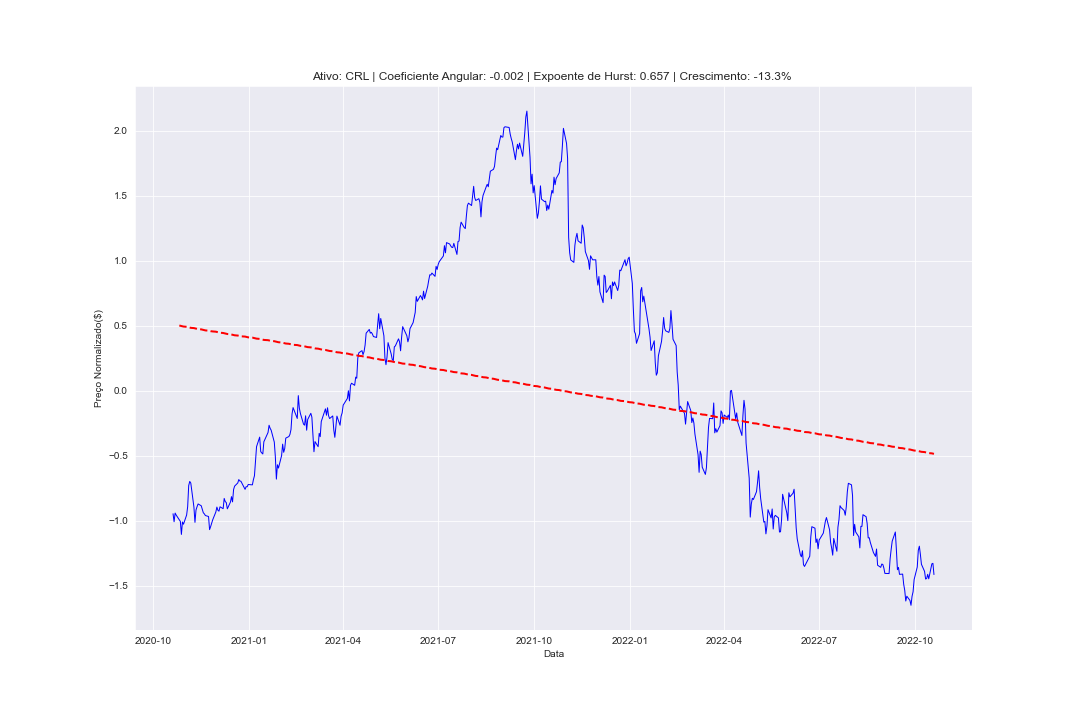 Ativo: CRL | Coeficiente Angular: -0.002 | Expoente de Hurst: 0.657 | Crescimento: -13.3%
2.0
1.5
1.0
0.5
0.0
−0.5
−1.0
−1.5
Preço Normalizado($)
2020-10 2021-01 2021-04 2021-07 2021-10 2022-01 2022-04 2022-07 2022-10
Data